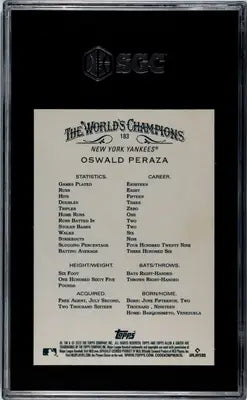 SGC
THE WORLD'S CHAMPIONS
183
NEW YORK YANKEES®
OSWALD PERAZA
STATISTICS. CAREER.
GAMES PLAYED EIGHTEEN
RUNS EIGHT
HITS FIFTEEN
DOUBLES THREE
TRIPLES ZERO
HOME RUNS ONE
RUNS BATTED IN TWO
STOLEN BASES TWO
WALKS SIX
STRIKEOUTS NINE
SLUGGING PERCENTAGE FOUR HUNDRED TWENTY NINE
BATTING AVERAGE THREE HUNDRED SIX
HEIGHT/WEIGHT. BATS/THROWS.
SIX FOOT BATS RIGHT-HANDED
ONE HUNDRED SIXTY FIVE THROWS RIGHT-HANDED
POUNDS
ACQUIRED. BORN/HOME.
FREE AGENT, JULY SECOND, BORN: JUNE FIFTEENTH, TWO
TWO THOUSAND SIXTEEN THOUSAND
HOME: BARQUISIMETO, VENEZUELA
Topps